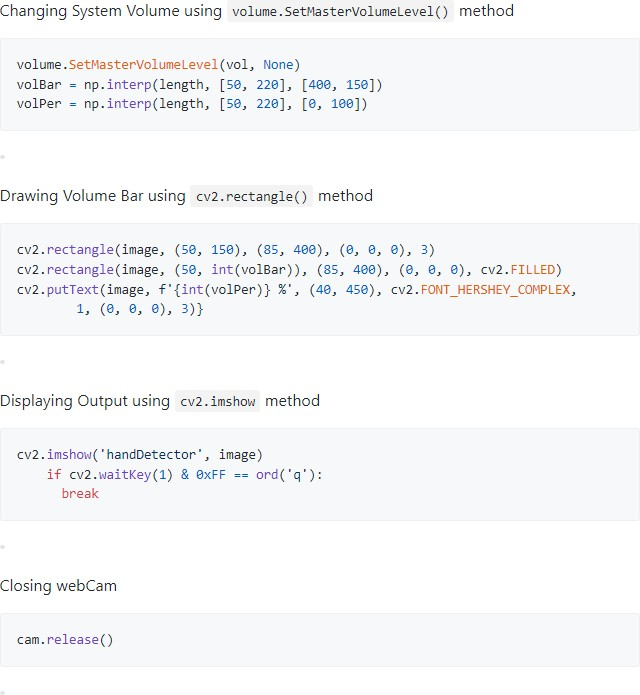 Changing System Volume using volume.SetMasterVolumeLevel() method
volume.SetMasterVolumeLevel(vol, None)
volBar = np.interp(length, [50, 220], [400, 150])
volPer = np.interp(length, [50, 220], [0, 100])
Drawing Volume Bar using cv2.rectangle() method
cv2.rectangle(image, (50, 150), (85, 400), (0, 0, 0), 3)
cv2.rectangle(image, (50, int(volBar)), (85, 400), (0, 0, 0), cv2.FILLED)
cv2.putText(image, f'{int(volPer)} %', (40, 450), cv2.FONT_HERSHEY_COMPLEX,
        1, (0, 0, 0), 3)}
Displaying Output using cv2.imshow method
cv2.imshow('handDetector', image)
    if cv2.waitKey(1) & 0xFF == ord('q'):
      break
Closing webCam
cam.release()